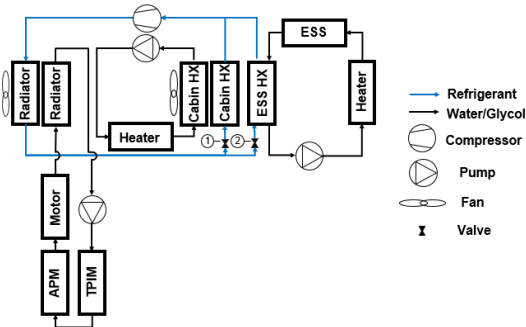 ESS
Radiator
Radiator
Cabin HX
Cabin HX
ESS HX
Heater
Heater
1
2
Motor
APM
TPIM
Refrigerant
Water/Glycol
Compressor
Pump
Fan
Valve